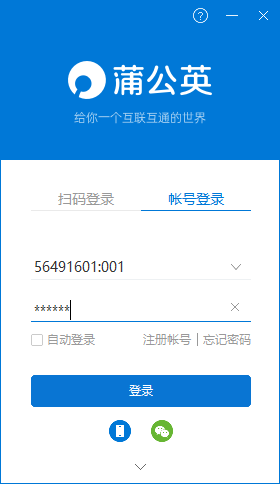 蒲公英
给你一个互联互通的世界
扫码登录 帐号登录
56491601:001
******
自动登录 注册帐号 | 忘记密码
登录